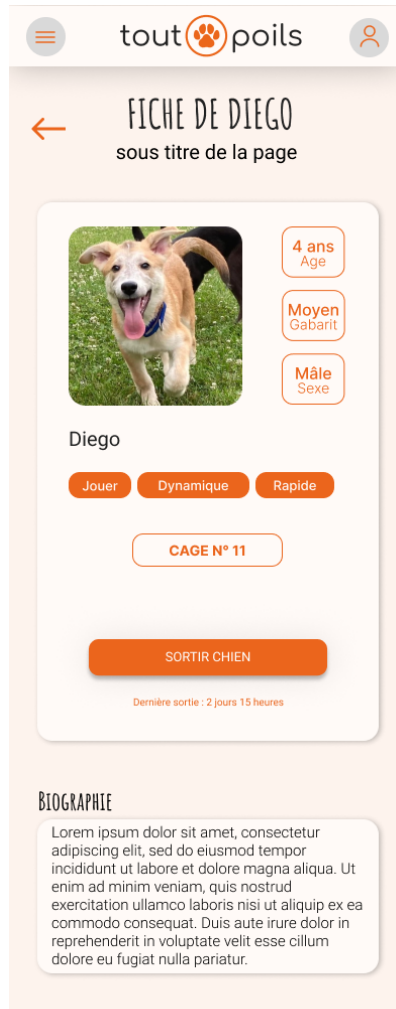 tout poils
FICHE DE DIEGO
sous titre de la page
4 ans
Age
Moyen
Gabarit
Mâle
Sexe
Diego
Jouer Dynamique Rapide
CAGE N° 11
SORTIR CHIEN
Dernière sortie : 2 jours 15 heures
Biographie
Lorem ipsum dolor sit amet, consectetur
adipiscing elit, sed do eiusmod tempor
incididunt ut labore et dolore magna aliqua. Ut
enim ad minim veniam, quis nostrud
exercitation ullamco laboris nisi ut aliquip ex ea
commodo consequat. Duis aute irure dolor in
reprehenderit in voluptate velit esse cillum
dolore eu fugiat nulla pariatur.